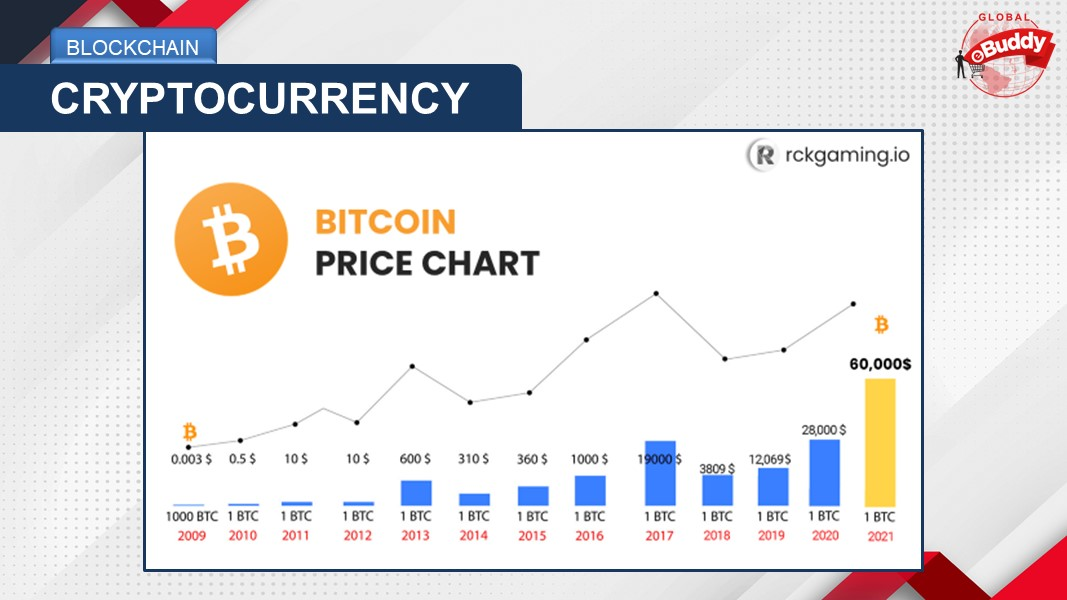 BLOCKCHAIN
CRYPTOCURRENCY
GLOBAL
eBuddy
R rckgaming.io
BITCOIN
PRICE CHART
60,000$
28,000 $
0.003 $ 0.5 $ 10 $ 10 $ 600 $ 310 $ 360 $ 1000 $ 19000 $ 3809 $ 12,069 $
1000 BTC 1 BTC 1 BTC 1 BTC 1 BTC 1 BTC 1 BTC 1 BTC 1 BTC 1 BTC 1 BTC 1 BTC 1 BTC
2009 2010 2011 2012 2013 2014 2015 2016 2017 2018 2019 2020 2021